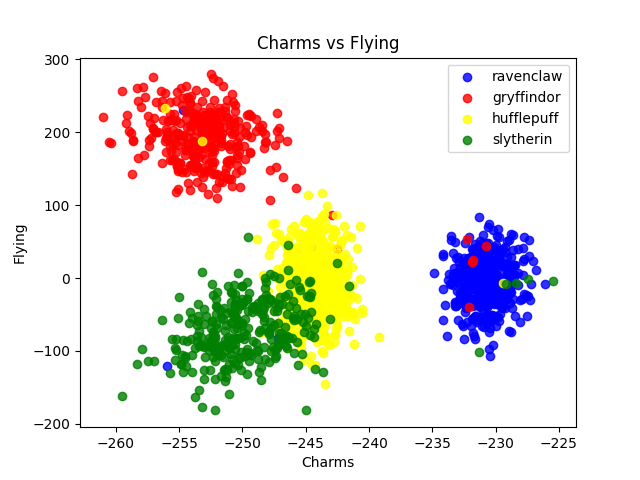 Charms vs Flying
ravenclaw
gryffindor
hufflepuff
slytherin
300
200
100
0
−100
−200
Flying
−260
−255
−250
−245
−240
−235
−230
−225
Charms